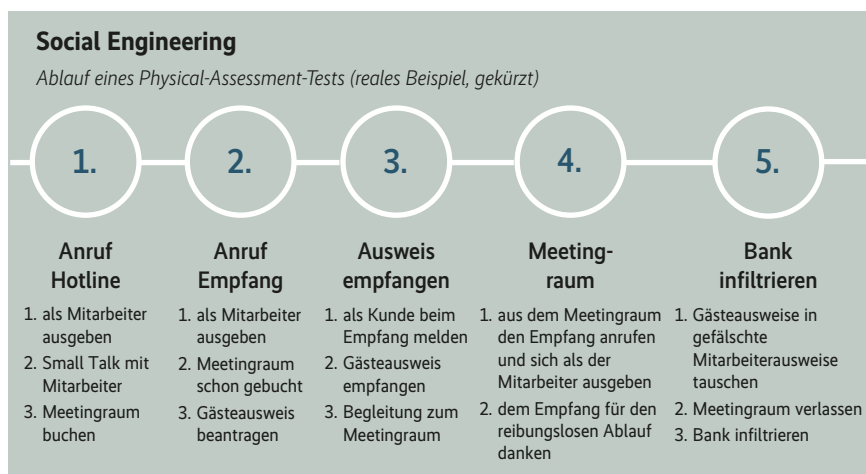 Social Engineering
Ablauf eines Physical-Assessment-Tests (reales Beispiel, gekürzt)
1.
Anruf
Hotline
1. als Mitarbeiter
ausgeben
2. Small Talk mit
Mitarbeiter
3. Meetingraum
buchen
2.
Anruf
Empfang
1. als Mitarbeiter
ausgeben
2. Meetingraum
schon gebucht
3. Gästeausweis
beantragen
3.
Ausweis
empfangen
1. als Kunde beim
Empfang melden
2. Gästeausweis
empfangen
3. Begleitung zum
Meetingraum
4.
Meeting-
raum
1. aus dem Meetingraum
den Empfang anrufen
und sich als der
Mitarbeiter ausgeben
2. dem Empfang für den
reibungslosen Ablauf
danken
5.
Bank
infiltrieren
1. Gästeausweise in
gefälschte
Mitarbeiterausweise
tauschen
2. Meetingraum verlassen
3. Bank infiltrieren